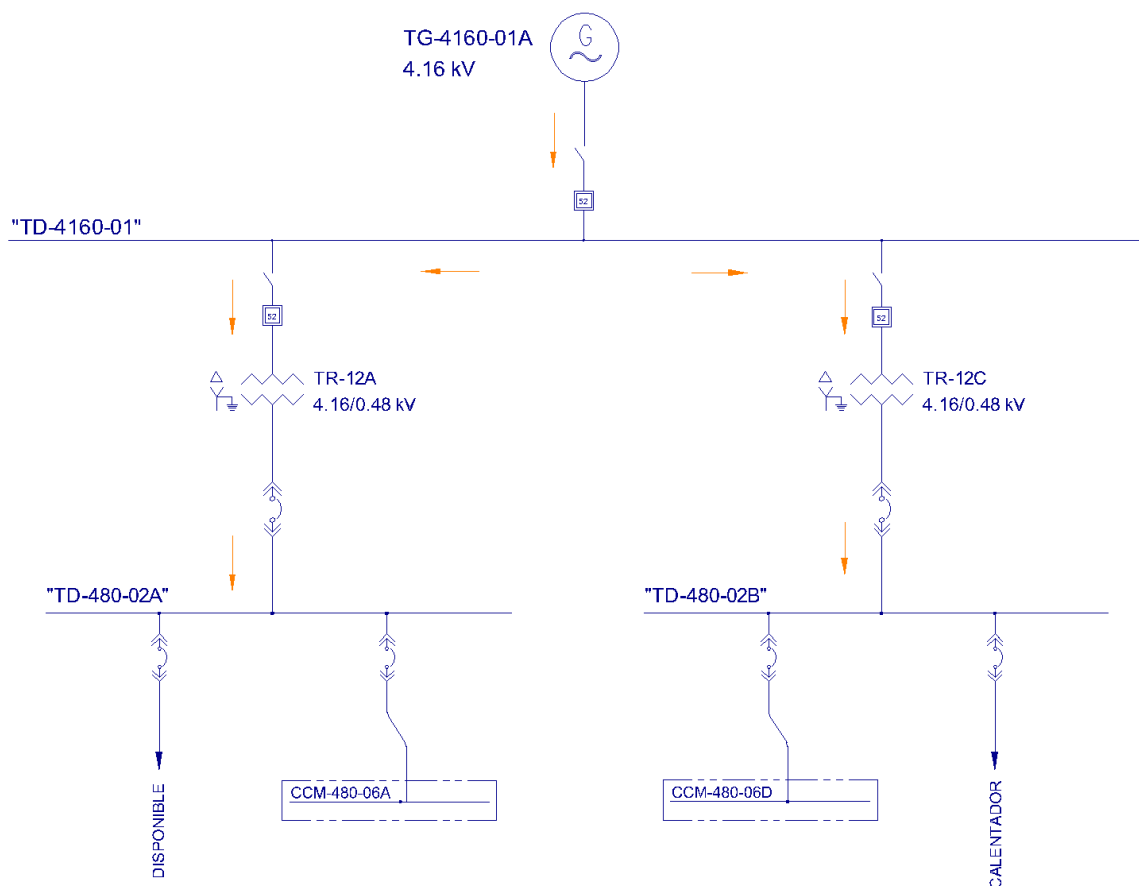 TG-4160-01A
4.16 kV
G
52
"TD-4160-01"
52
52
TR-12A
4.16/0.48 kV
TR-12C
4.16/0.48 kV
"TD-480-02A"
"TD-480-02B"
DISPONIBLE
CCM-480-06A
CCM-480-06D
CALENTADOR